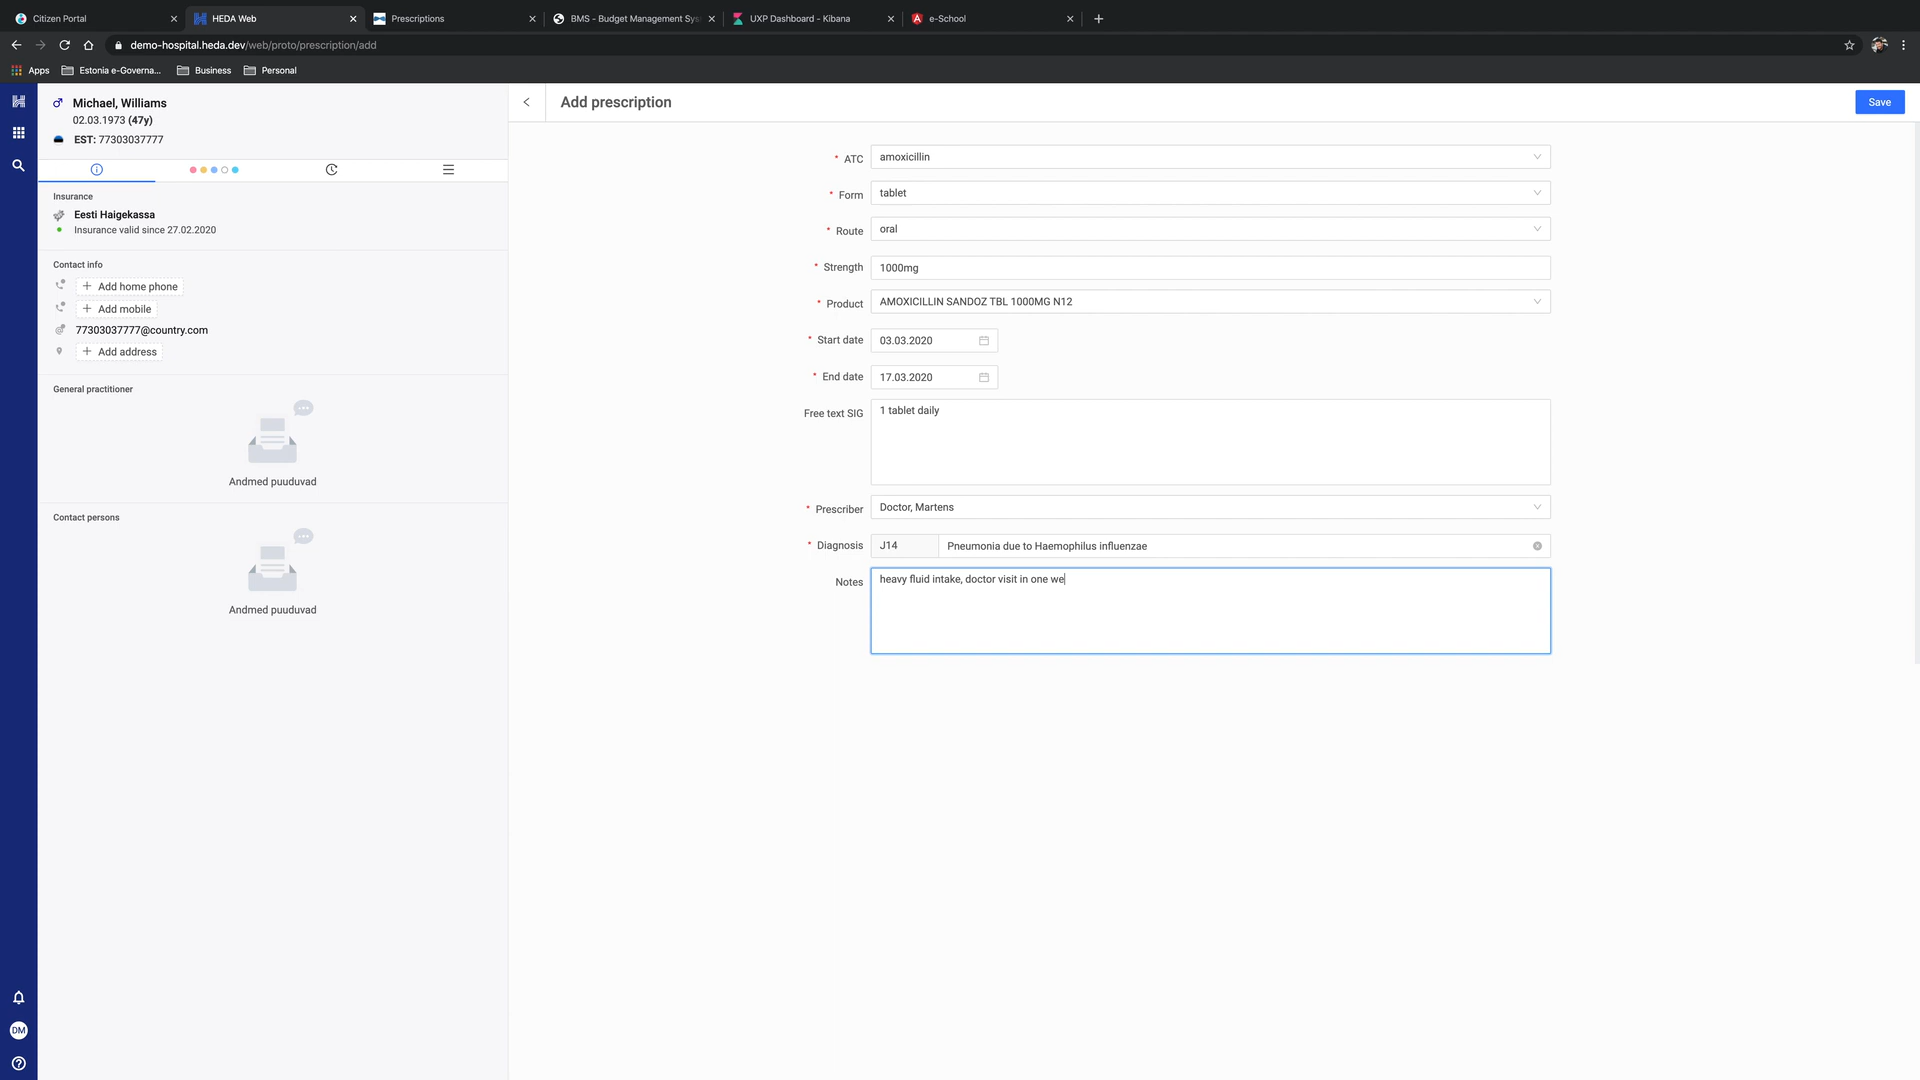 Citizen Portal
HEDA Web
Prescriptions
BMS - Budget Management Sys
UXP Dashboard - Kibana
e-School
demo-hospital.heda.dev/web/proto/prescription/add
Apps
Estonia e-Governa...
Business
Personal
Michael, Williams
02.03.1973 (47y)
EST: 77303037777
Insurance
Eesti Haigekassa
Insurance valid since 27.02.2020
Contact info
+ Add home phone
+ Add mobile
77303037777@country.com
+ Add address
General practitioner
Andmed puuduvad
Contact persons
Andmed puuduvad
DM
Add prescription
Save
* ATC amoxicillin
* Form tablet
* Route oral
* Strength 1000mg
* Product AMOXICILLIN SANDOZ TBL 1000MG N12
* Start date 03.03.2020
* End date 17.03.2020
Free text SIG 1 tablet daily
* Prescriber Doctor, Martens
* Diagnosis J14 Pneumonia due to Haemophilus influenzae
Notes heavy fluid intake, doctor visit in one we